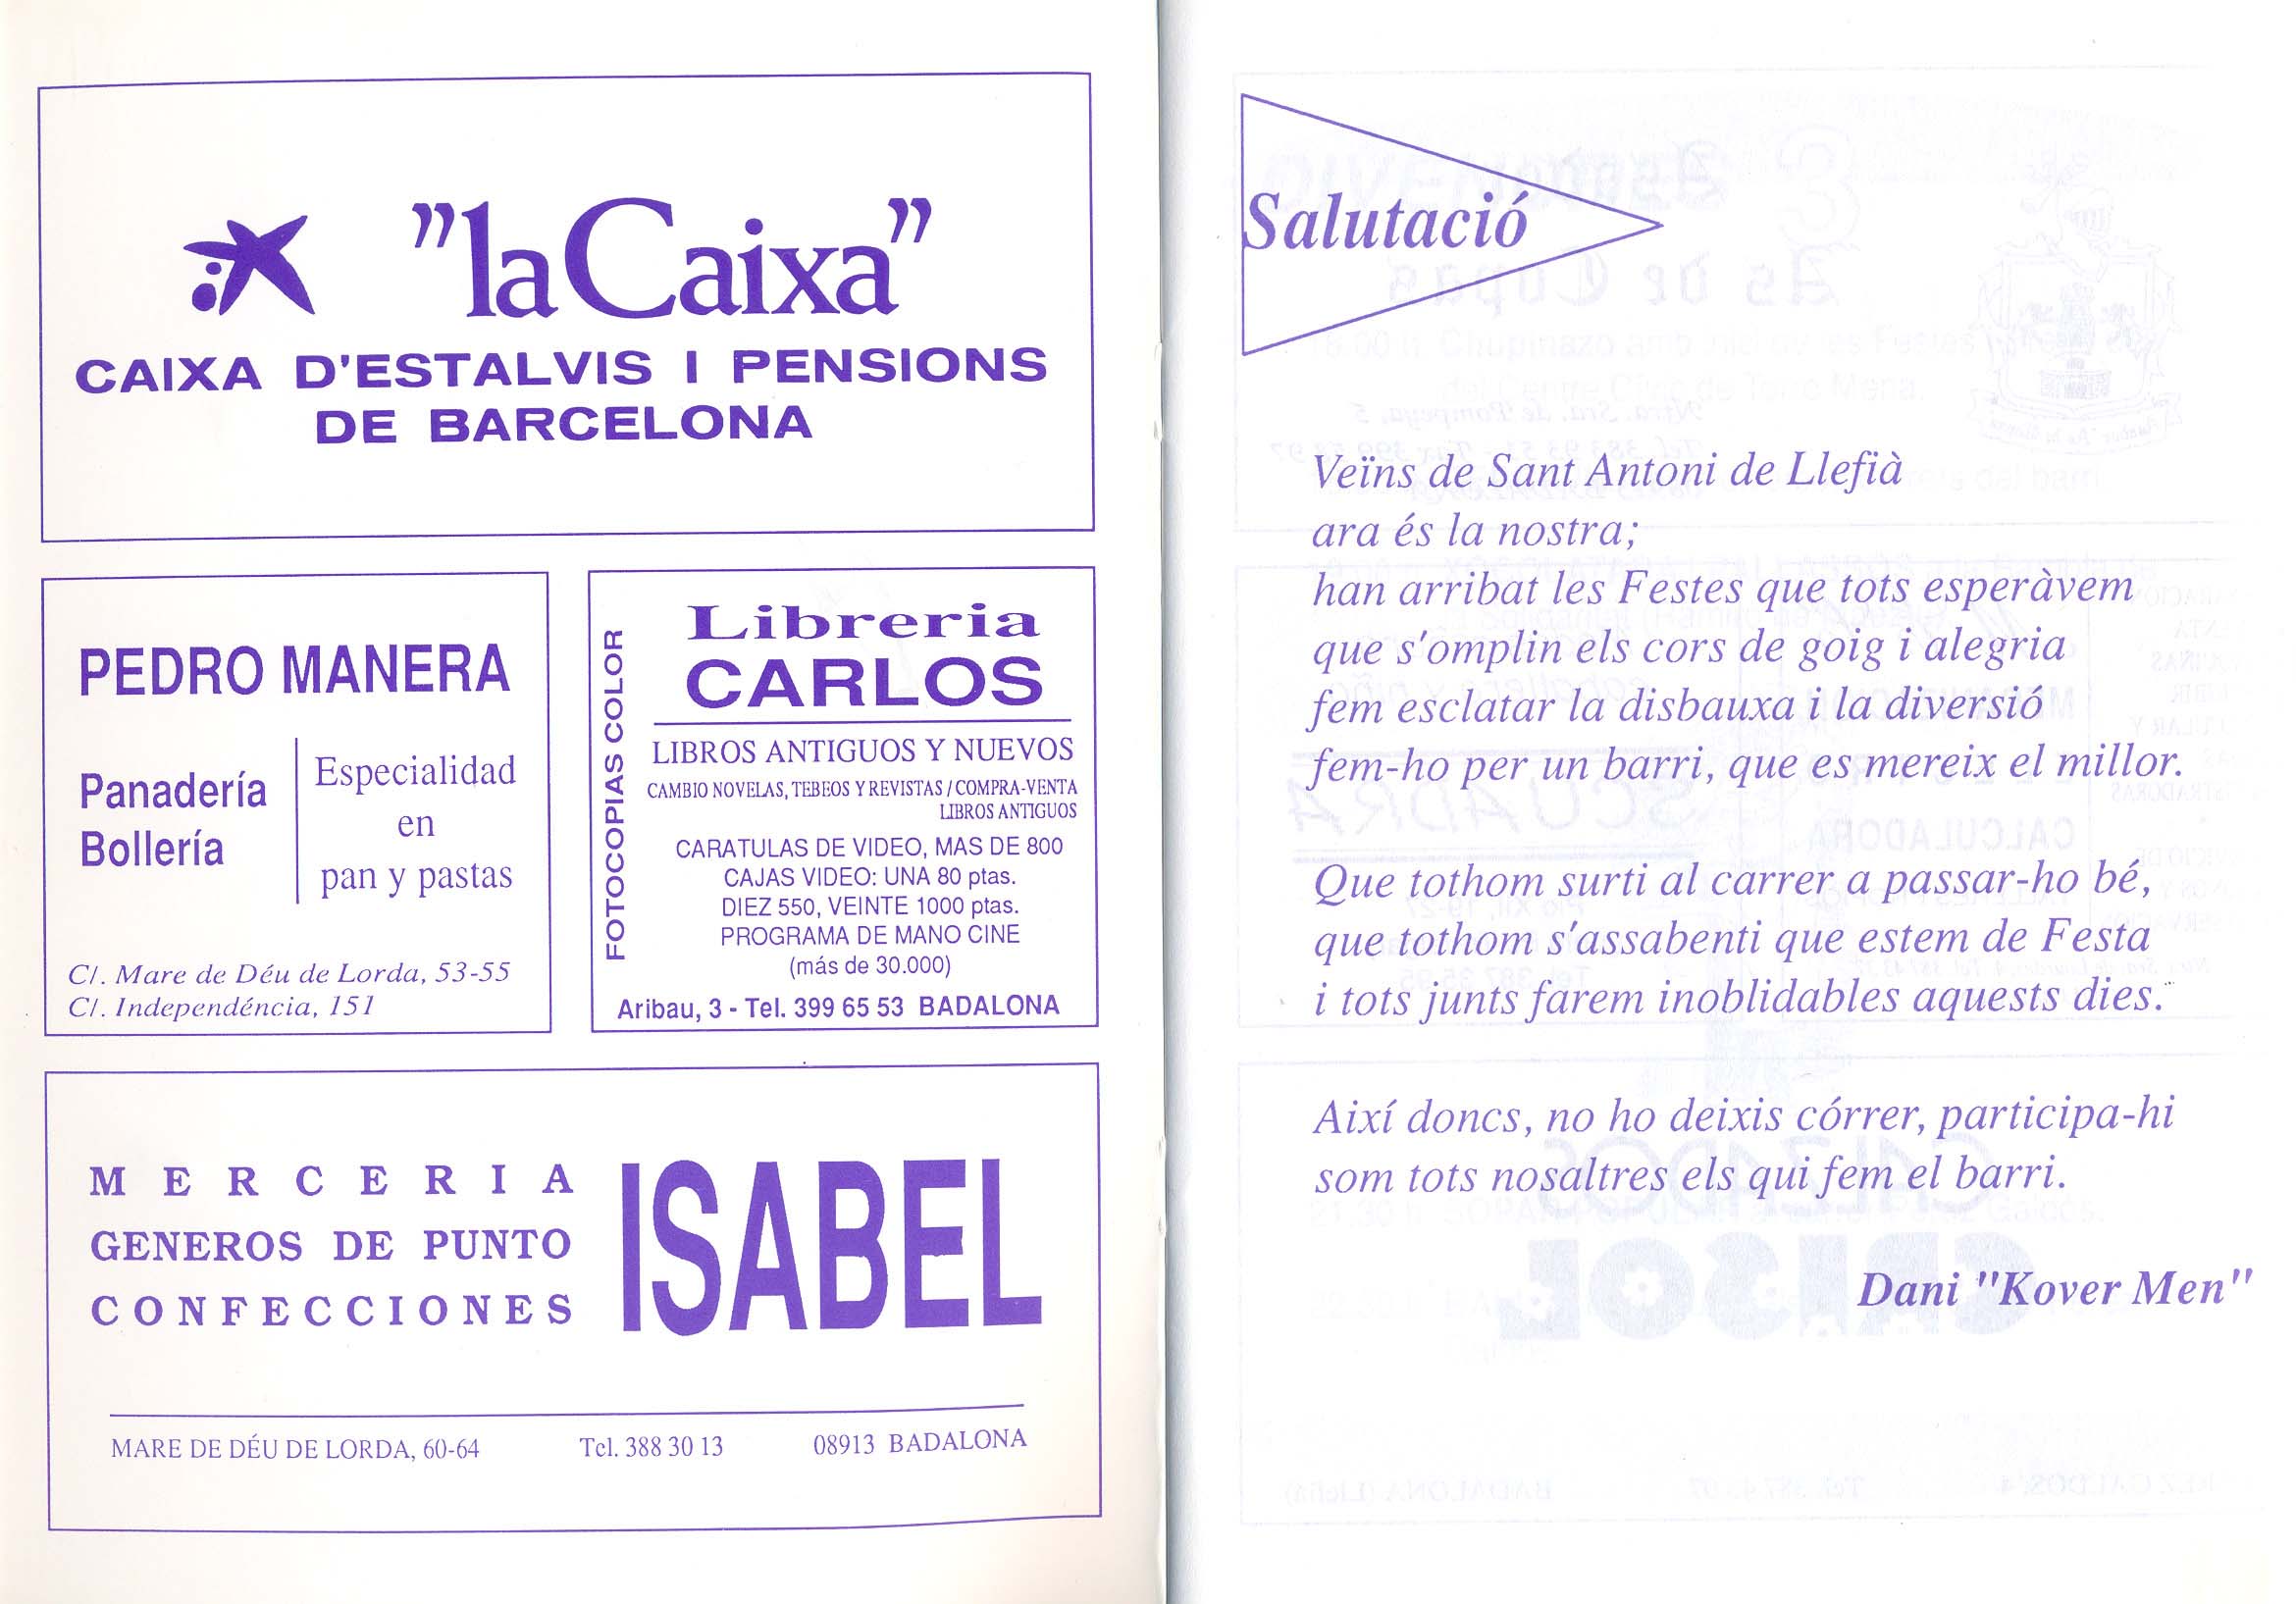 "la Caixa"
CAIXA D'ESTALVIS I PENSIONS
DE BARCELONA
PEDRO MANERA
Panadería
Bollería
Especialidad
en
pan y pastas
C/. Mare de Déu de Lorda, 53-55
C/. Independéncia, 151
FOTOCOPIAS COLOR
Libreria
CARLOS
LIBROS ANTIGUOS Y NUEVOS
CAMBIO NOVELAS, TEBEOS Y REVISTAS / COMPRA-VENTA
LIBROS ANTIGUOS
CARATULAS DE VIDEO, MAS DE 800
CAJAS VIDEO: UNA 80 ptas.
DIEZ 550, VEINTE 1000 ptas.
PROGRAMA DE MANO CINE
(más de 30.000)
Aribau, 3 - Tel. 399 65 53 BADALONA
MERCERIA
GENEROS DE PUNTO
CONFECCIONES
ISABEL
MARE DE DÉU DE LORDA, 60-64 Tel. 388 30 13 08913 BADALONA
Salutació
Veïns de Sant Antoni de Llefià
ara és la nostra;
han arribat les Festes que tots esperàvem
que s'omplin els cors de goig i alegria
fem esclatar la disbauxa i la diversió
fem-ho per un barri, que es mereix el millor.
Que tothom surti al carrer a passar-ho bé,
que tothom s'assabenti que estem de Festa
i tots junts farem inoblidables aquests dies.
Així doncs, no ho deixis córrer, participa-hi
som tots nosaltres els qui fem el barri.
Dani "Kover Men"